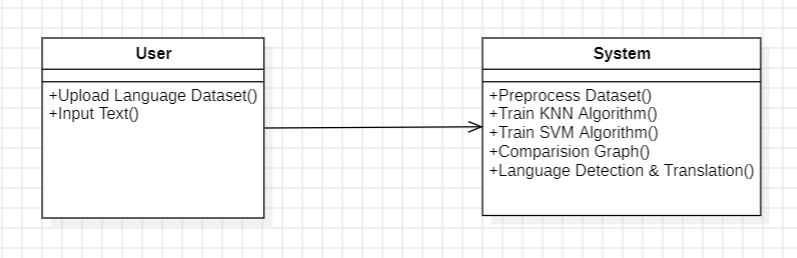 User
+Upload Language Dataset()
+Input Text()
System
+Preprocess Dataset()
+Train KNN Algorithm()
+Train SVM Algorithm()
+Comparision Graph()
+Language Detection & Translation()